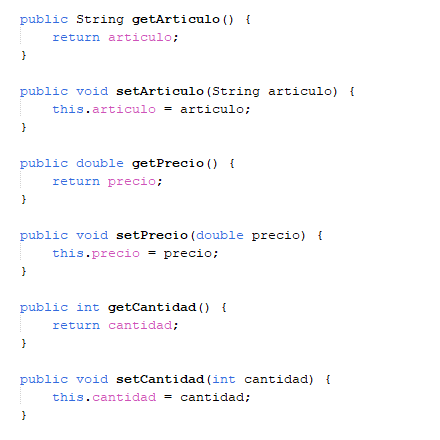 public String getArticulo() {
return articulo;
}
public void setArticulo(String articulo) {
this.articulo = articulo;
}
public double getPrecio() {
return precio;
}
public void setPrecio(double precio) {
this.precio = precio;
}
public int getCantidad() {
return cantidad;
}
public void setCantidad(int cantidad) {
this.cantidad = cantidad;
}